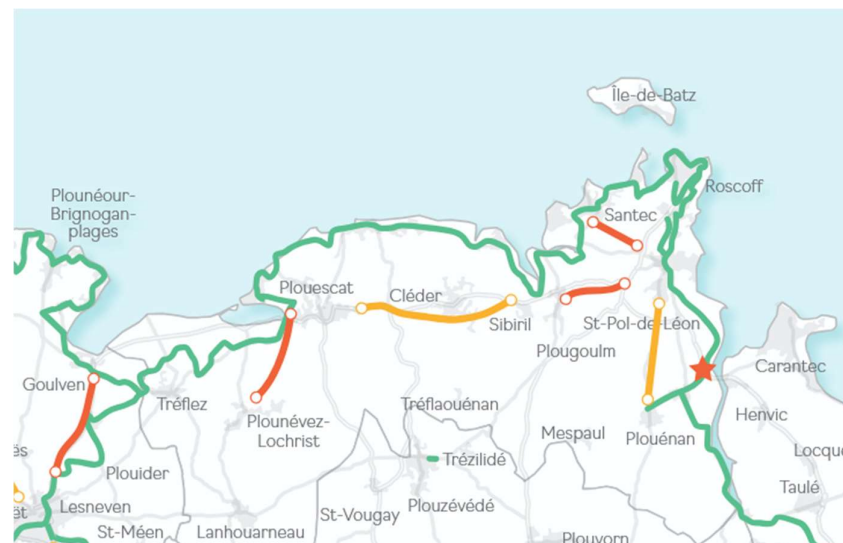 Île-de-Batz
Roscoff
Plounéour-
Brignogan-
plages
Santec
Plouescat
Cléder
Sibiril
St-Pol-de-Léon
Plougoulm
Carantec
Goulven
Tréflez
Tréflaouénan
Henvic
Plounévez-
Lochrist
Mespaul
Plouénan
Plouider
Trézilidé
Taulé
Lesneven
St-Vougay
Plouzévédé
St-Méen
Lanhouarneau
Plouvorn